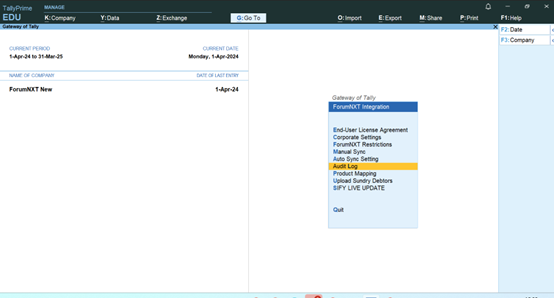 TallyPrime
EDU
MANAGE
K:Company
Y:Data
Z:Exchange
G:Go To
O:Import
E:Export
M:Share
P:Print
F1:Help
Gateway of Tally
F2:Date
F3:Company
CURRENT PERIOD
CURRENT DATE
1-Apr-24 to 31-Mar-25
Monday, 1-Apr-2024
NAME OF COMPANY
DATE OF LAST ENTRY
ForumNXT New
1-Apr-24
Gateway of Tally
ForumNXT Integration
End-User License Agreement
Corporate Settings
ForumNXT Restrictions
Manual Sync
Auto Sync Setting
Audit Log
Product Mapping
Upload Sundry Debtors
SIFY LIVE UPDATE
Quit